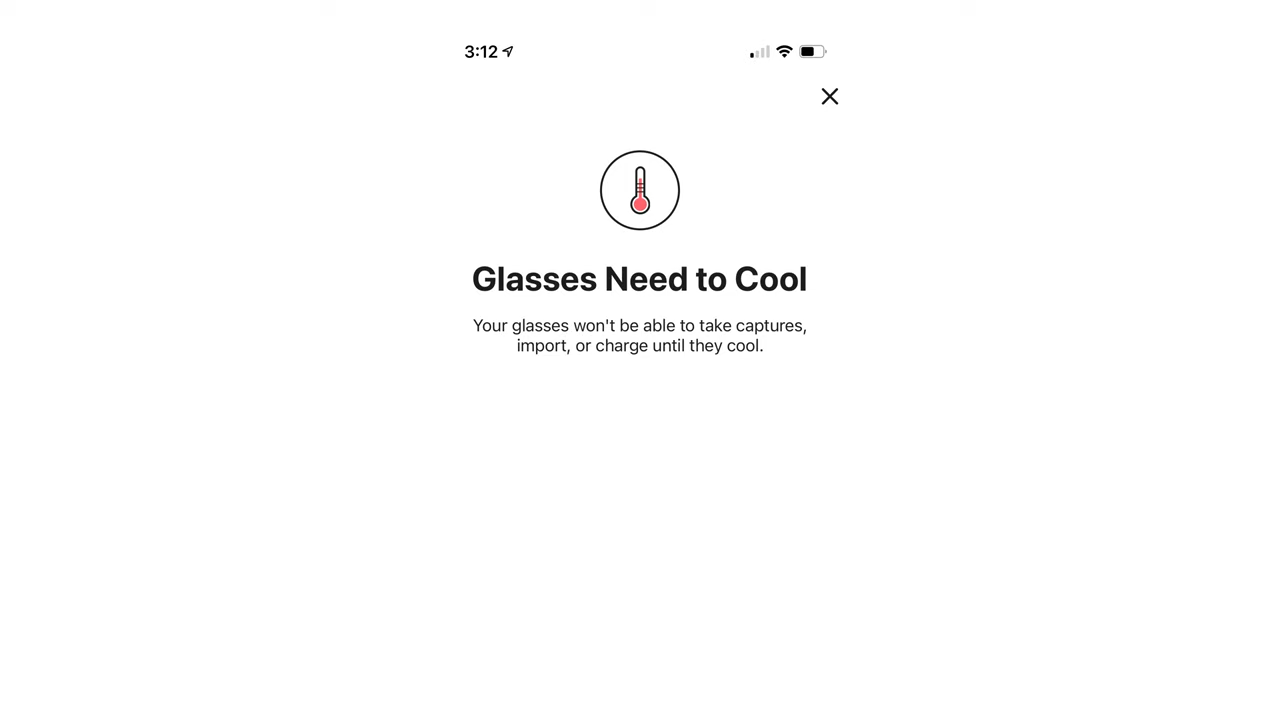 3:12
Glasses Need to Cool
Your glasses won't be able to take captures,
import, or charge until they cool.